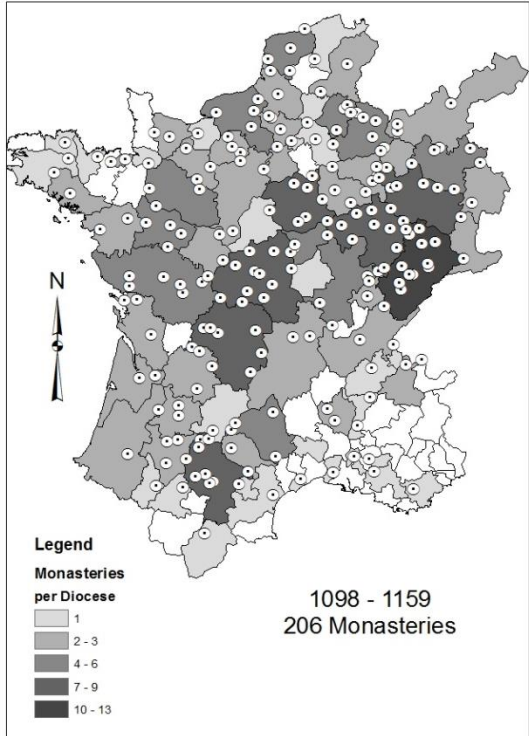 N
Legend
Monasteries
per Diocese
1
2 - 3
4 - 6
7 - 9
10 - 13
1098 - 1159
206 Monasteries